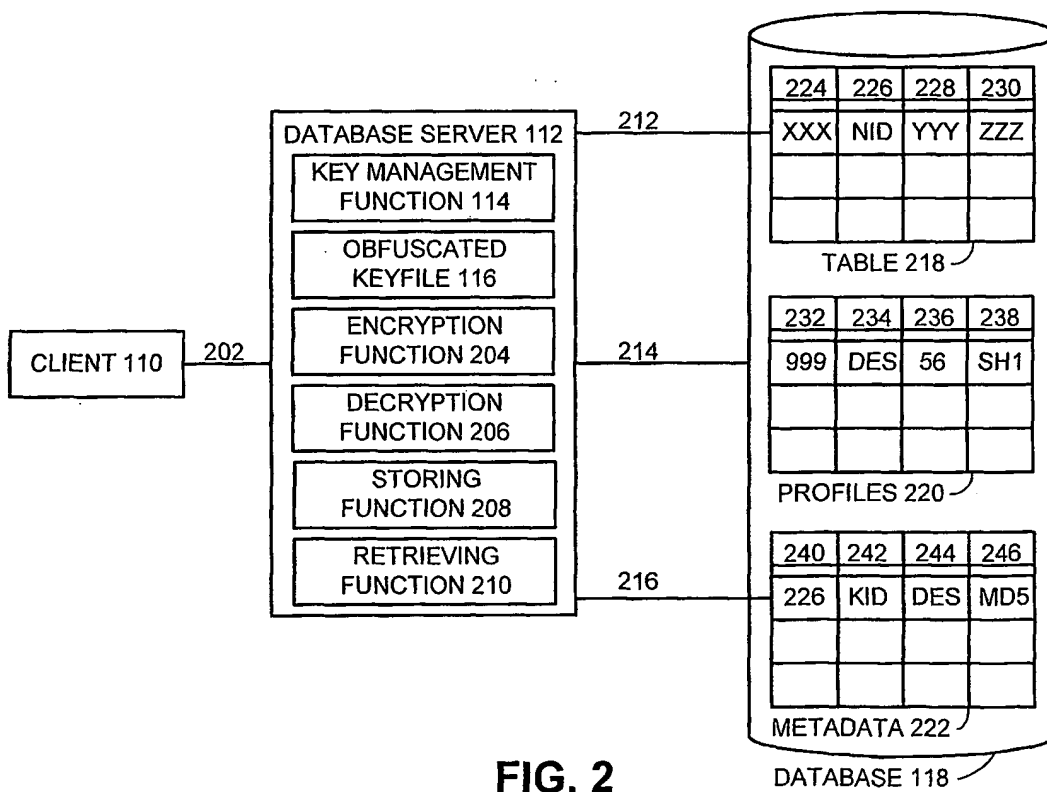 CLIENT 110
202
DATABASE SERVER 112
KEY MANAGEMENT
FUNCTION 114
OBFUSCATED
KEYFILE 116
ENCRYPTION
FUNCTION 204
DECRYPTION
FUNCTION 206
STORING
FUNCTION 208
RETRIEVING
FUNCTION 210
212
214
216
224 226 228 230
XXX NID YYY ZZZ
TABLE 218
232 234 236 238
999 DES 56 SH1
PROFILES 220
240 242 244 246
226 KID DES MD5
METADATA 222
DATABASE 118
FIG. 2